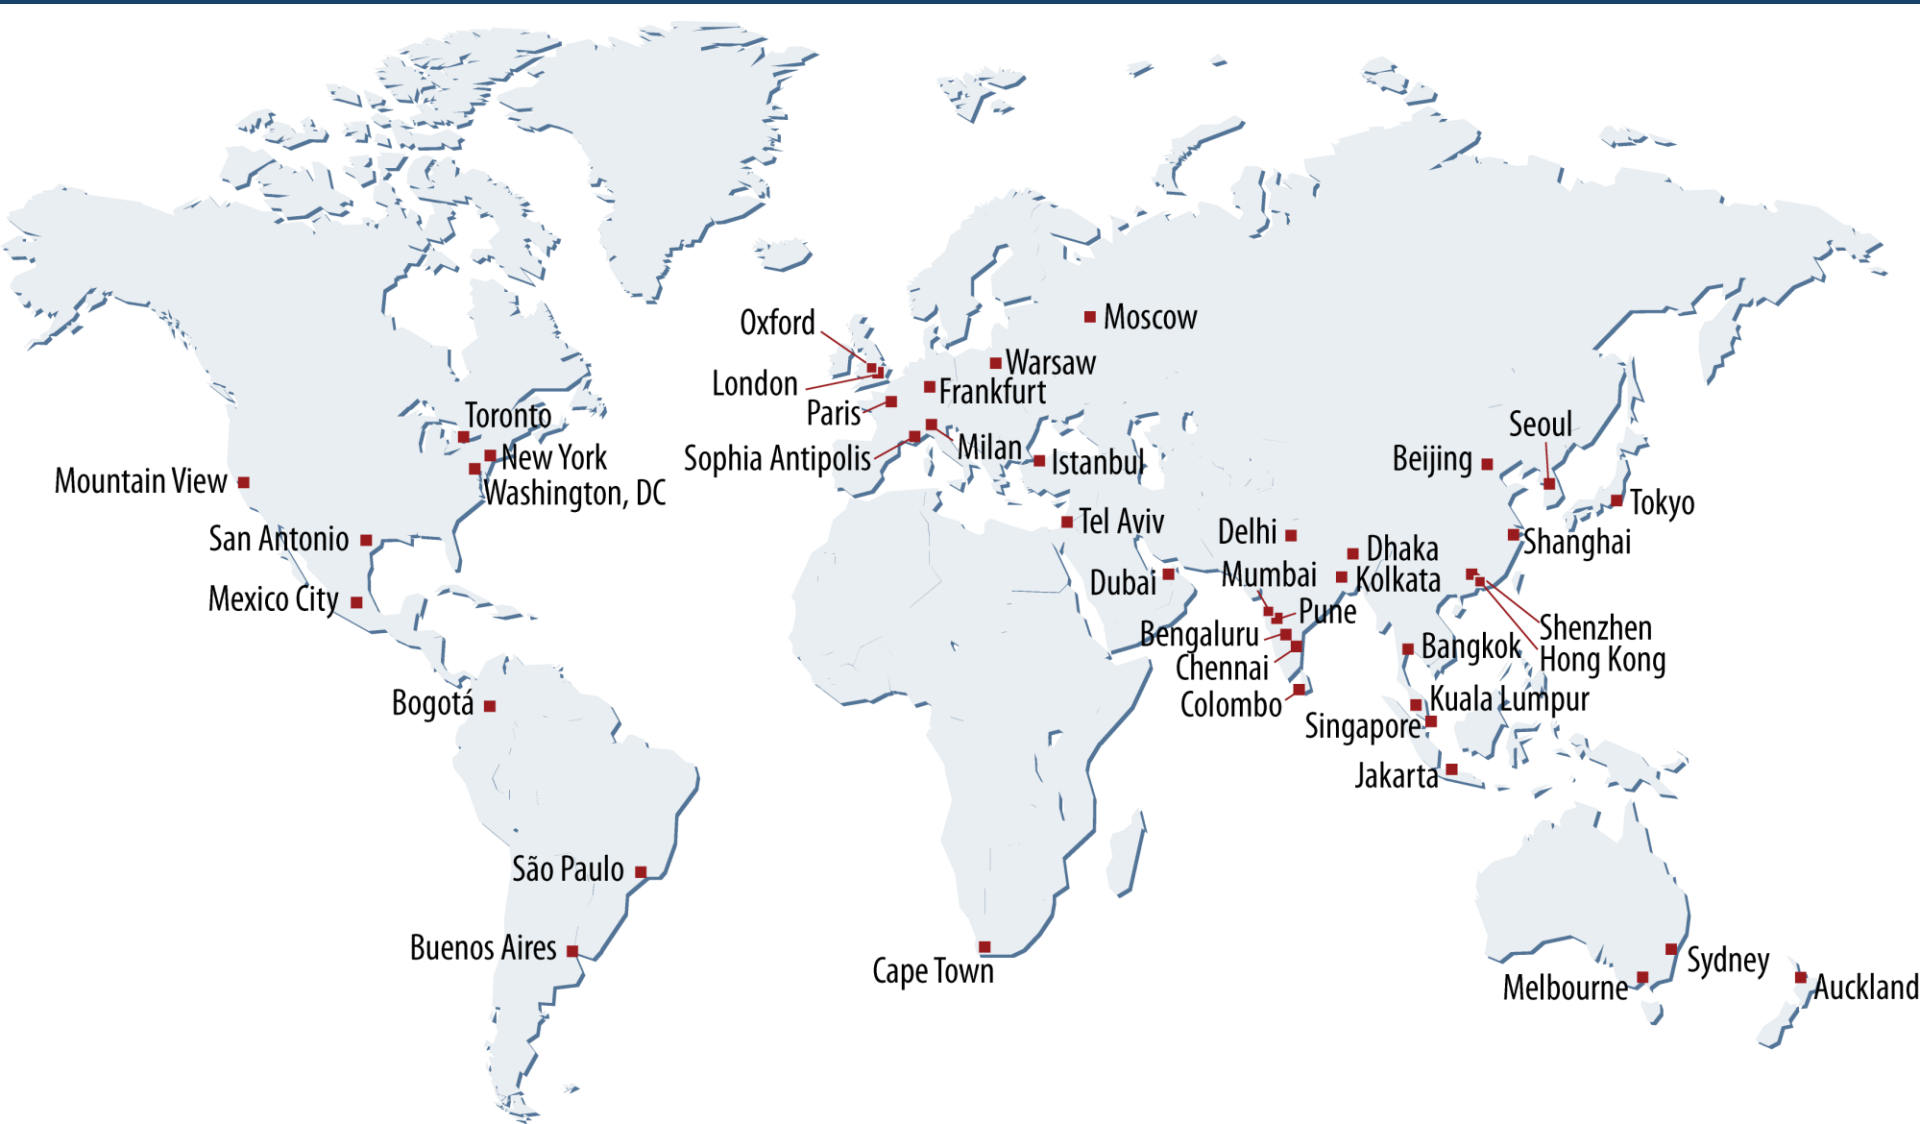 Moscow
Oxford
Warsaw
London
Frankfurt
Paris
Toronto
Seoul
New York
Sophia Antipolis
Milan
Istanbul
Beijing
Mountain View
Washington, DC
Tokyo
Tel Aviv
Delhi
San Antonio
Shanghai
Dhaka
Dubai
Mumbai
Kolkata
Mexico City
Pune
Bengaluru
Shenzhen
Bangkok
Hong Kong
Chennai
Bogotá
Colombo
Kuala Lumpur
Singapore
Jakarta
São Paulo
Buenos Aires
Cape Town
Sydney
Melbourne
Auckland